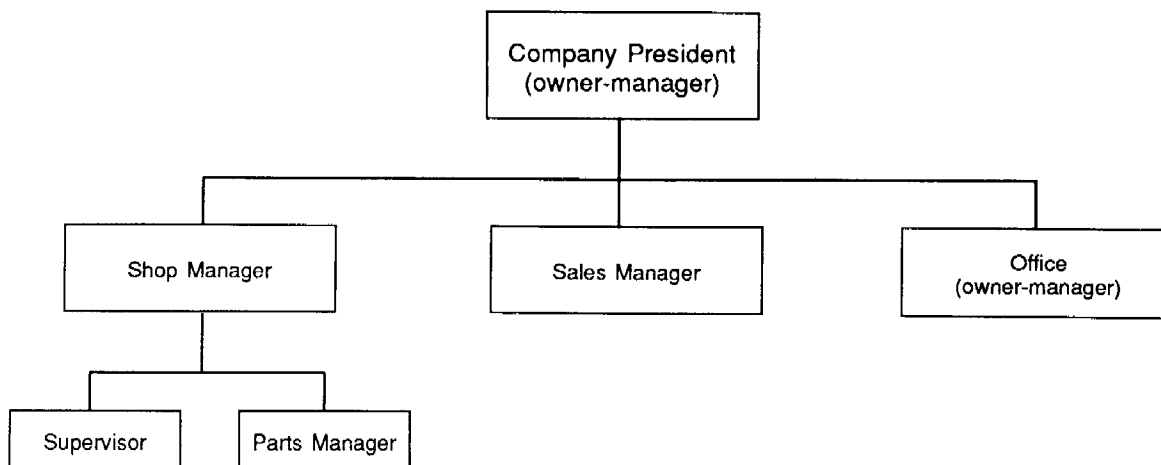 Company President
(owner-manager)
Shop Manager
Sales Manager
Office
(owner-manager)
Supervisor
Parts Manager